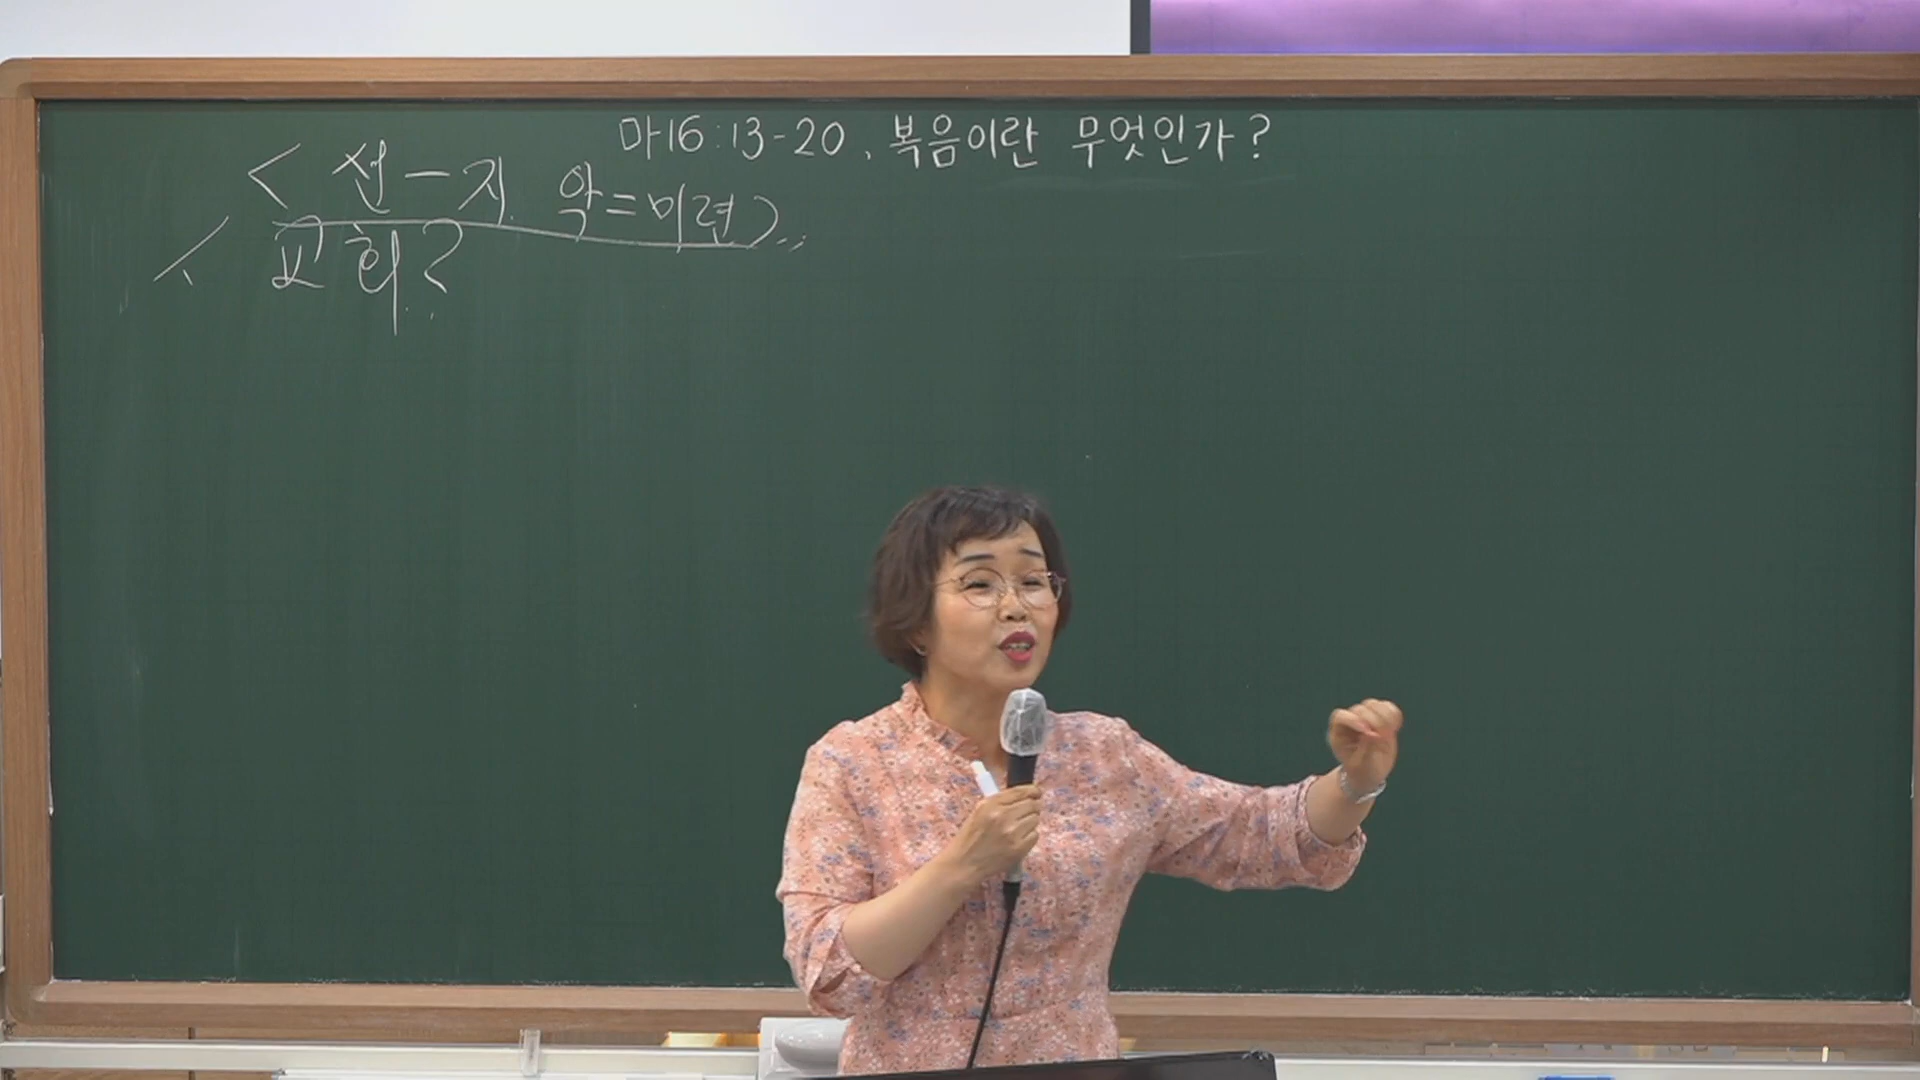 마16:13-20, 복음이란 무엇인가?
< 선-지. 악=미련>..
교회?